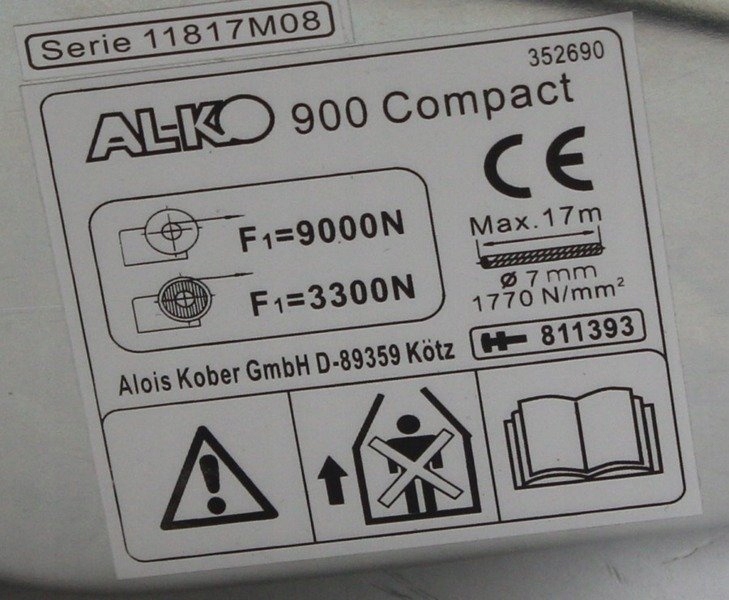 Serie 11817M08
352690
AL-KO 900 Compact
CE
F1=9000N
F1=3300N
Max.17m
Ø 7 mm
1770 N/mm²
811393
Alois Kober GmbH D-89359 Kötz